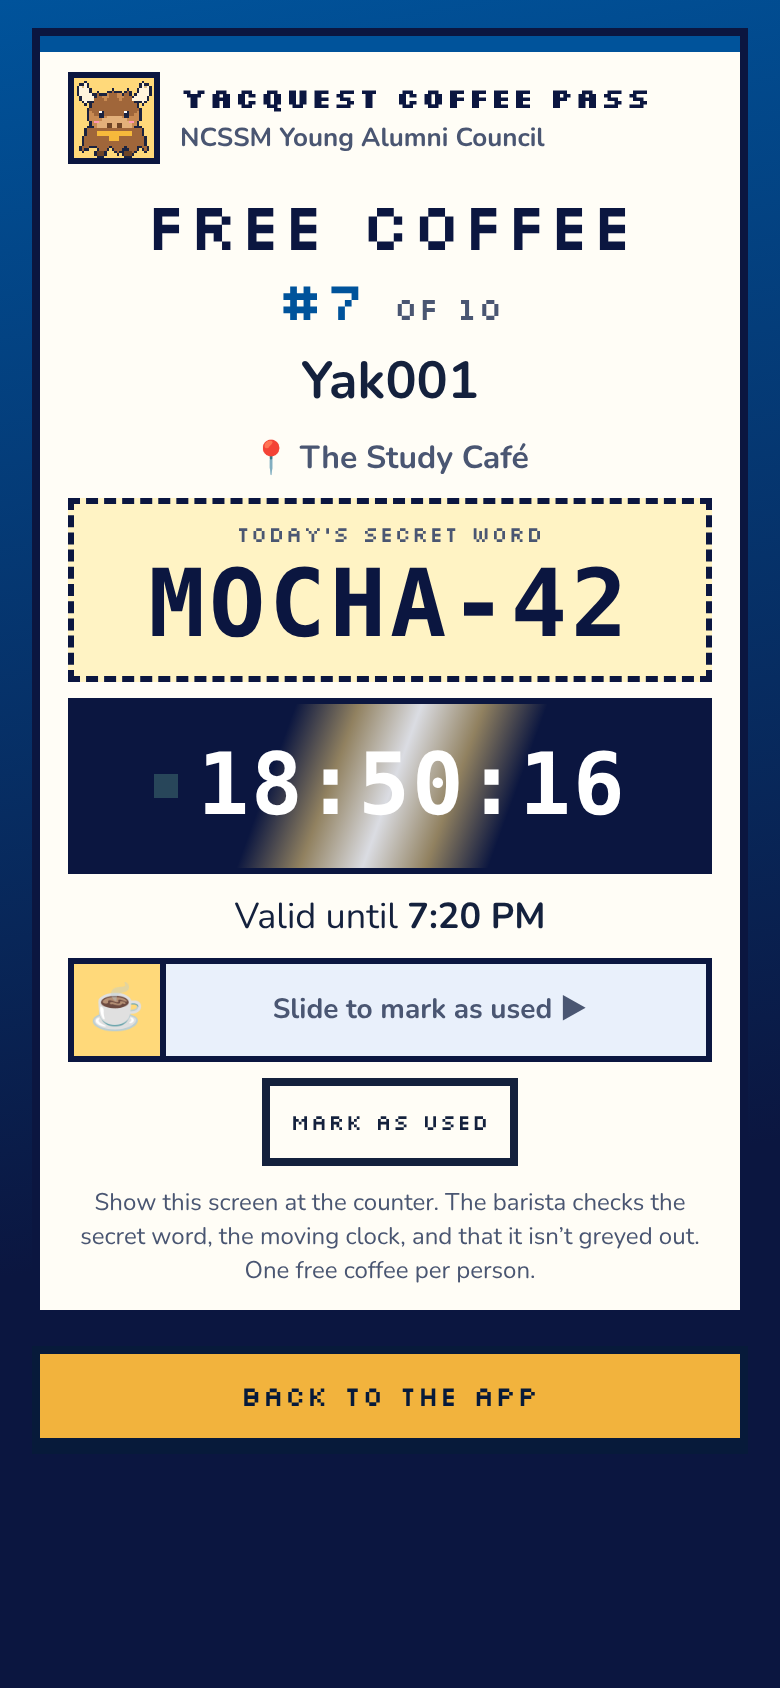 YACQUEST COFFEE PASS
NCSSM Young Alumni Council
FREE COFFEE
#7 OF 10
Yak001
The Study Café
TODAY'S SECRET WORD
MOCHA-42
18:50:16
Valid until 7:20 PM
Slide to mark as used ▶
MARK AS USED
Show this screen at the counter. The barista checks the
secret word, the moving clock, and that it isn’t greyed out.
One free coffee per person.
BACK TO THE APP